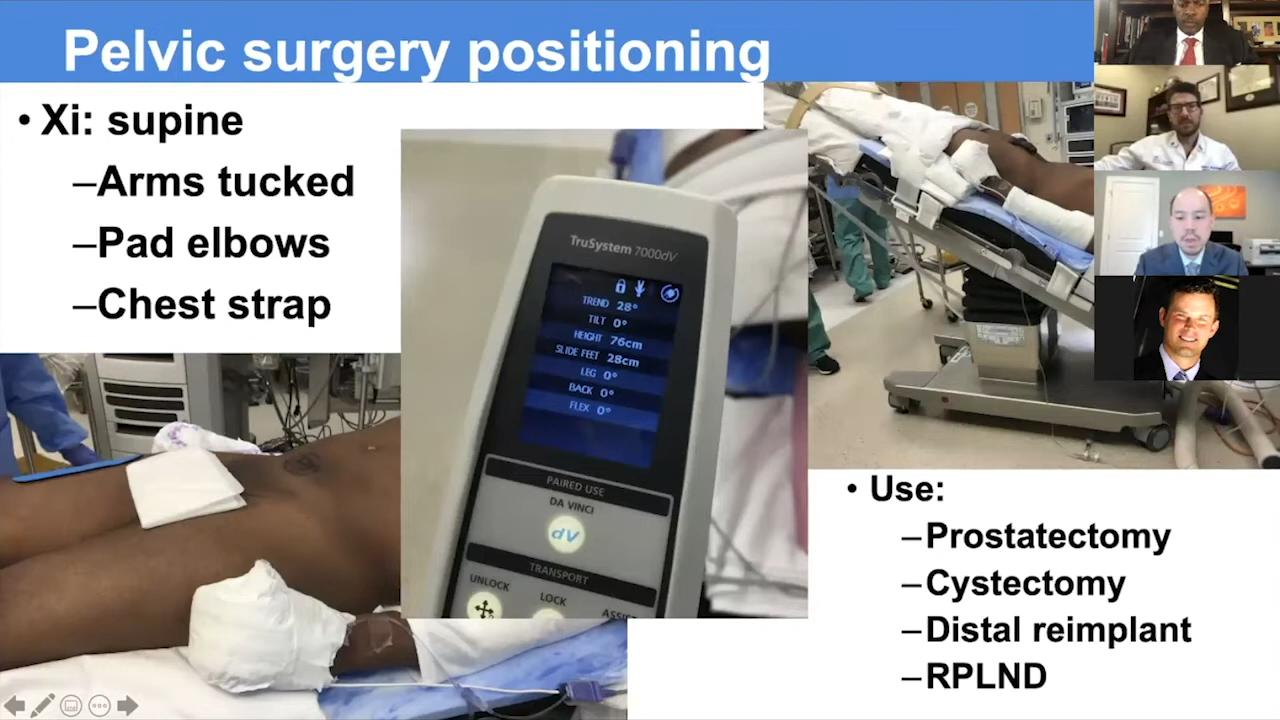 Pelvic surgery positioning
• Xi: supine
–Arms tucked
–Pad elbows
–Chest strap
TruSystem 7000dV
TREND 28°
TILT 0°
HEIGHT 76cm
SLIDE FEET 28cm
LEG 0°
BACK 0°
FLEX 0°
PAIRED USE
DA VINCI
dV
TRANSPORT
UNLOCK
LOCK
• Use:
–Prostatectomy
–Cystectomy
–Distal reimplant
–RPLND